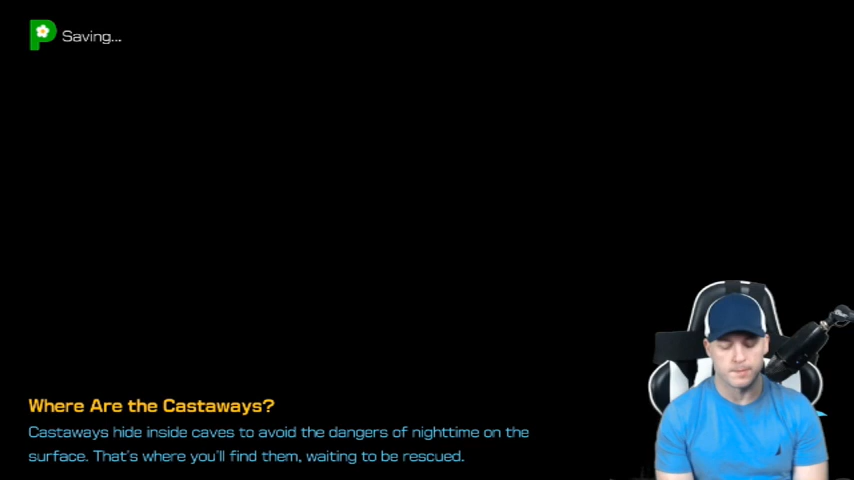 Saving...
Where Are the Castaways?
Castaways hide inside caves to avoid the dangers of nighttime on the
surface. That's where you'll find them, waiting to be rescued.